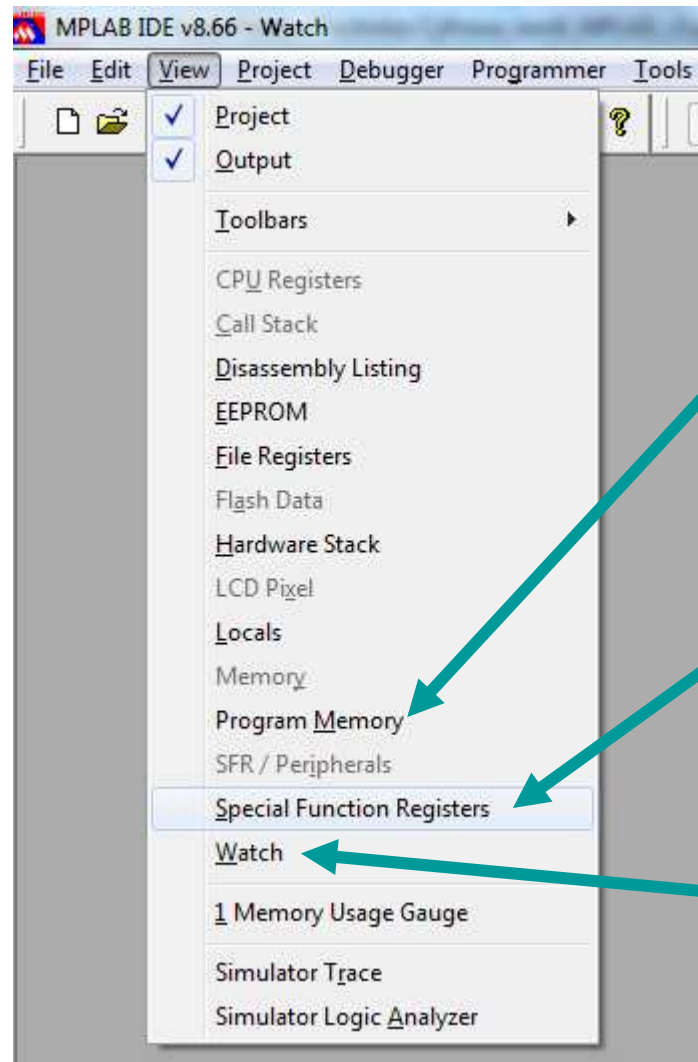 MPLAB IDE v8.66 - Watch
File Edit View Project Debugger Programmer Tools
Project
Output
Toolbars
CPU Registers
Call Stack
Disassembly Listing
EEPROM
File Registers
Flash Data
Hardware Stack
LCD Pixel
Locals
Memory
Program Memory
SFR / Peripherals
Special Function Registers
Watch
1 Memory Usage Gauge
Simulator Trace
Simulator Logic Analyzer